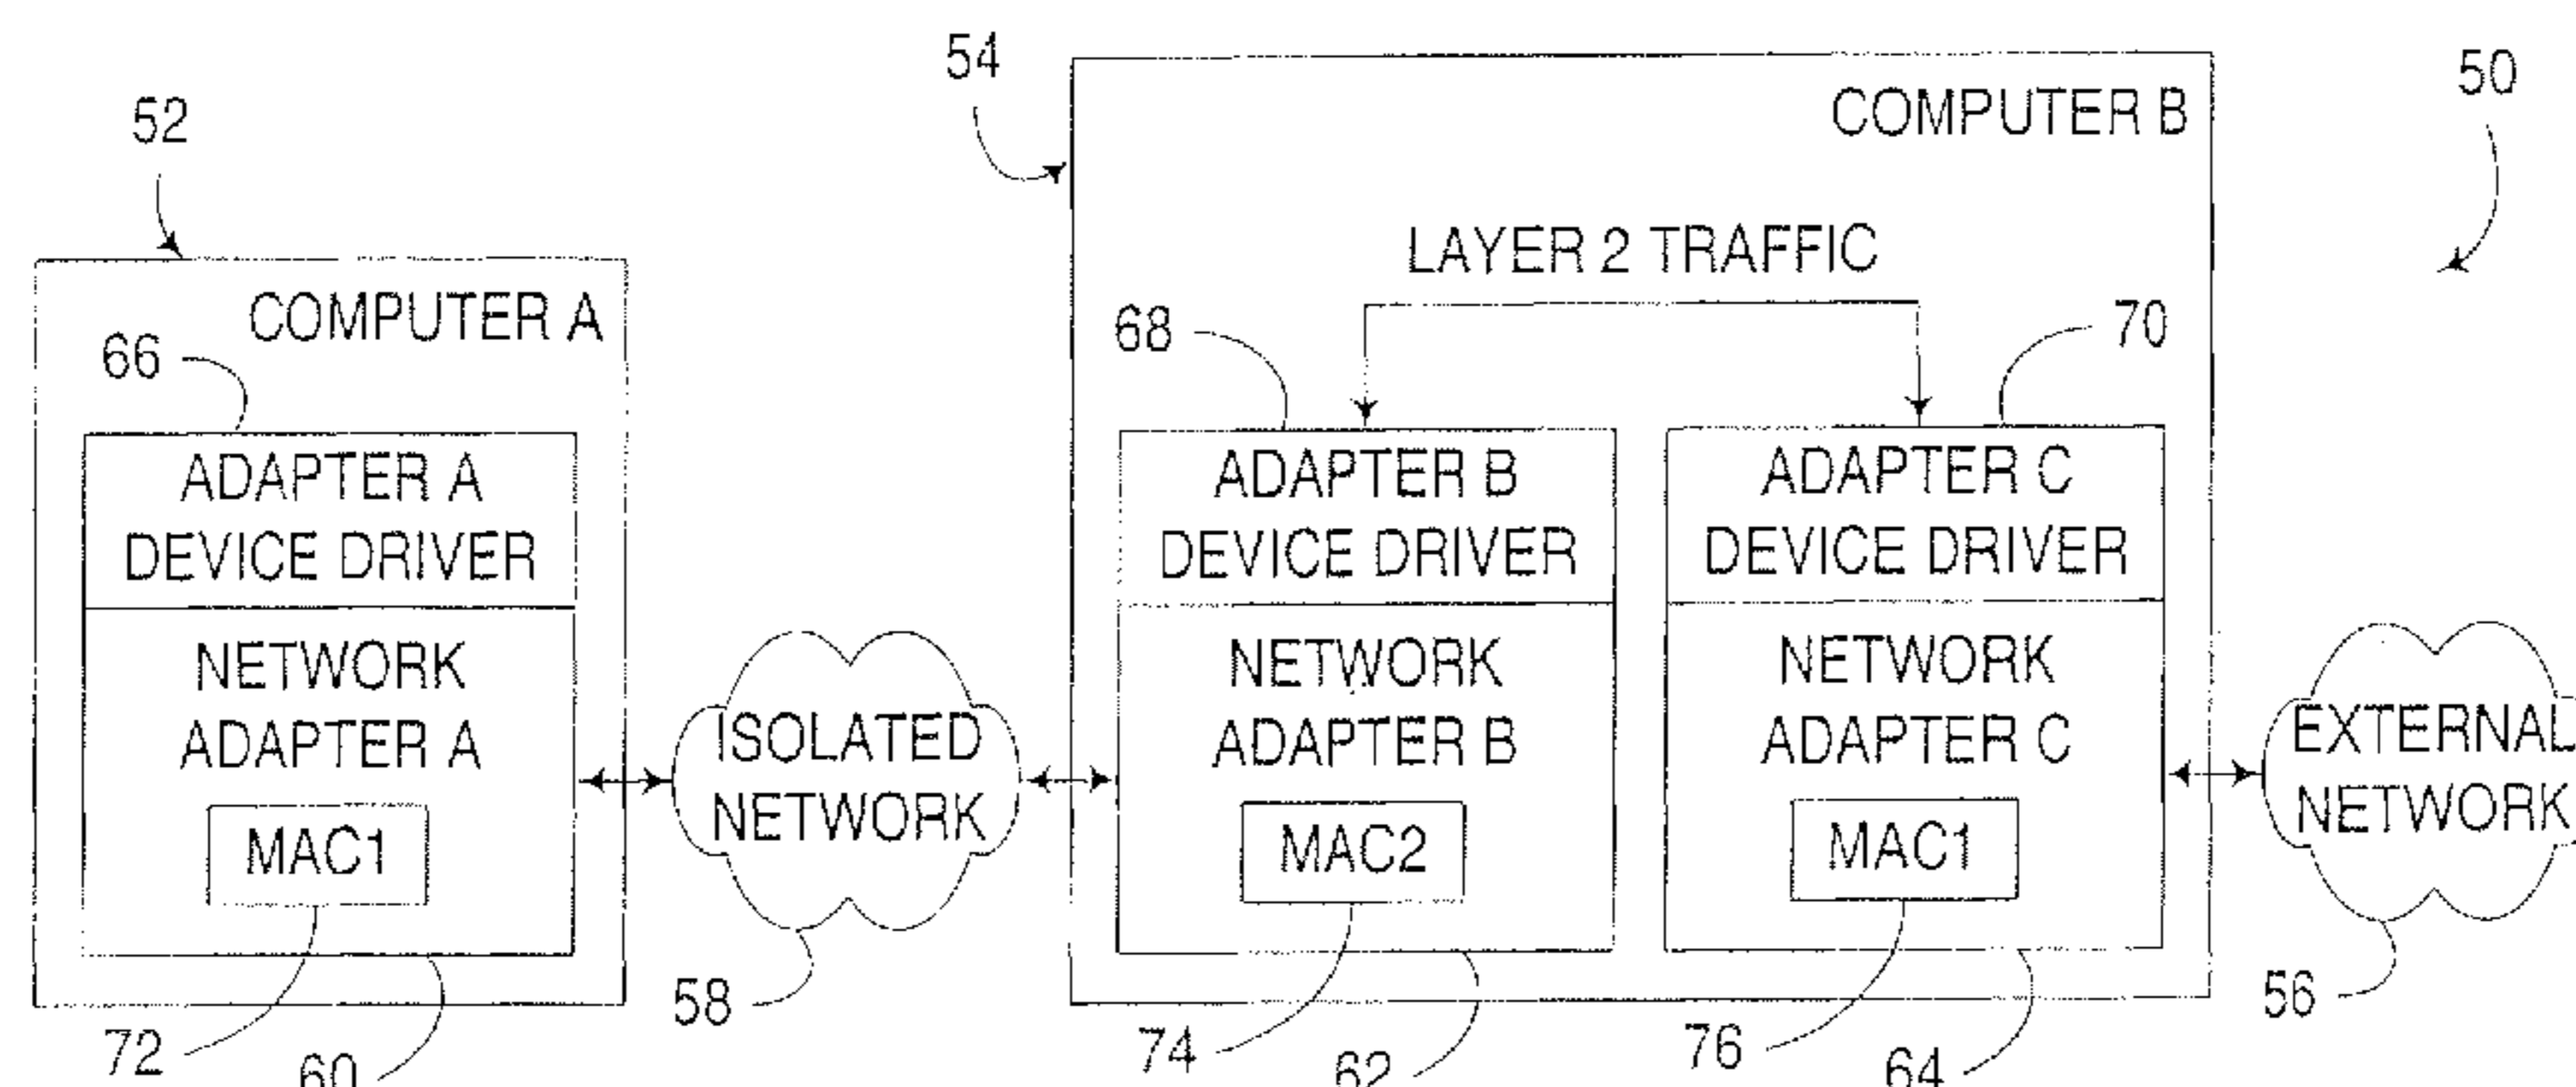 54
COMPUTER B
50
52
LAYER 2 TRAFFIC
COMPUTER A
68
70
66
ADAPTER A
DEVICE DRIVER
ADAPTER B
DEVICE DRIVER
ADAPTER C
DEVICE DRIVER
NETWORK
ADAPTER A
MAC1
ISOLATED
NETWORK
NETWORK
ADAPTER B
MAC2
NETWORK
ADAPTER C
MAC1
EXTERNAL
NETWORK
72
60
58
74
62
76
64
56